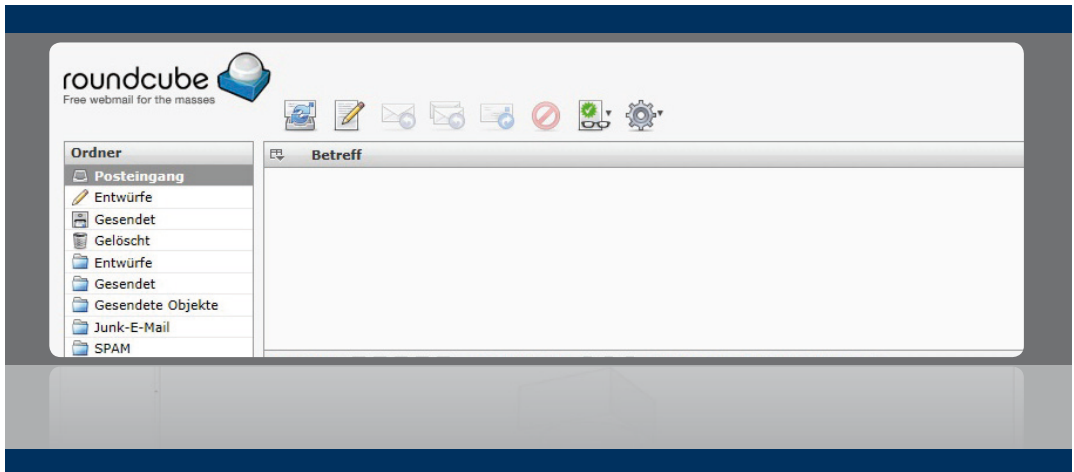 roundcube
Free webmail for the masses
Ordner
Betreff
Posteingang
Entwürfe
Gesendet
Gelöscht
Entwürfe
Gesendet
Gesendete Objekte
Junk-E-Mail
SPAM